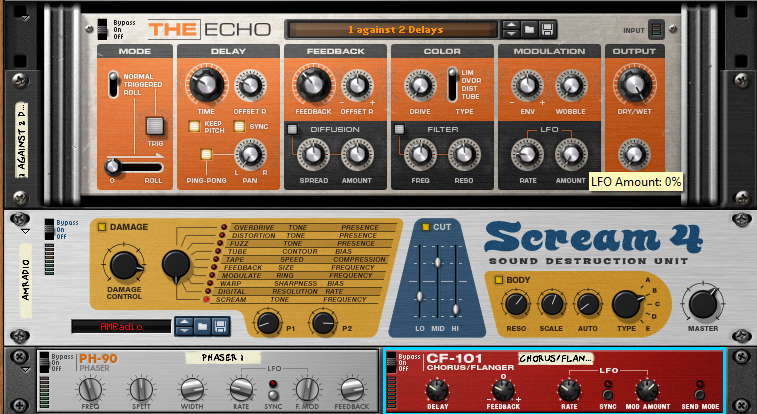 Bypass
On
Off
THE ECHO
1 against 2 Delays
INPUT
MODE
DELAY
FEEDBACK
COLOR
MODULATION
OUTPUT
NORMAL
TRIGGERED
ROLL
TRIG
0 ROLL
TIME OFFSET R
KEEP PITCH
SYNC
PING-PONG
L R
PAN
FEEDBACK
- +
OFFSET R
DIFFUSION
SPREAD AMOUNT
LIM
OVDR
DIST
TUBE
DRIVE TYPE
FILTER
FREQ RESO
- +
ENV WOBBLE
LFO
RATE AMOUNT
DRY/WET
LFO Amount: 0%
1 AGAINST 2 D...
Bypass
On
Off
AMRADIO
DAMAGE
DAMAGE CONTROL
OVERDRIVE TONE PRESENCE
DISTORTION TONE PRESENCE
FUZZ TONE PRESENCE
TUBE CONTOUR BIAS
TAPE SPEED COMPRESSION
FEEDBACK SIZE FREQUENCY
MODULATE RING FREQUENCY
WARP SHARPNESS BIAS
DIGITAL RESOLUTION RATE
SCREAM TONE FREQUENCY
AMRadio
P1 P2
CUT
LO MID HI
Scream 4
SOUND DESTRUCTION UNIT
BODY
RESO SCALE AUTO TYPE
A
B
C
D
E
MASTER
Bypass
On
Off
PH-90
PHASER
PHASER 1
FREQ SPLIT WIDTH RATE SYNC F. MOD FEEDBACK
LFO
Bypass
On
Off
CF-101
CHORUS/FLANGER
CHORUS/FLAN...
DELAY
0
- +
FEEDBACK
LFO
RATE SYNC MOD AMOUNT SEND MODE